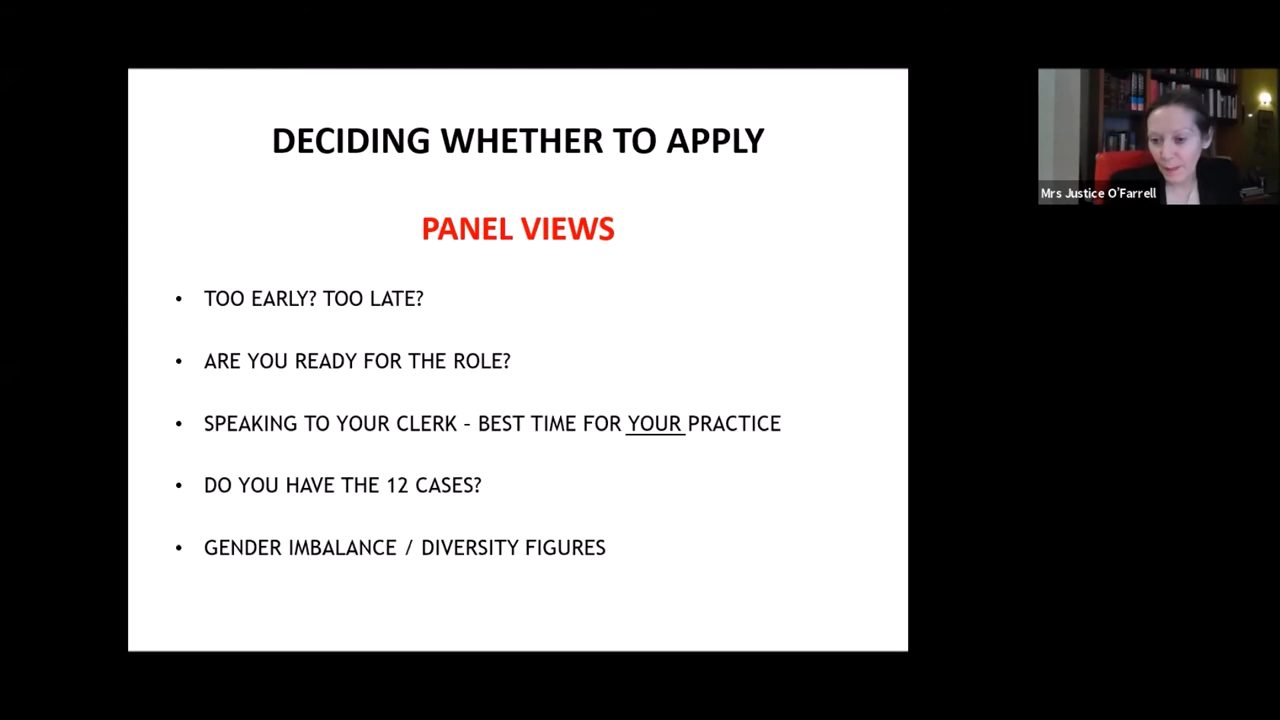 DECIDING WHETHER TO APPLY
PANEL VIEWS
• TOO EARLY? TOO LATE?
• ARE YOU READY FOR THE ROLE?
• SPEAKING TO YOUR CLERK – BEST TIME FOR YOUR PRACTICE
• DO YOU HAVE THE 12 CASES?
• GENDER IMBALANCE / DIVERSITY FIGURES
Mrs Justice O'Farrell